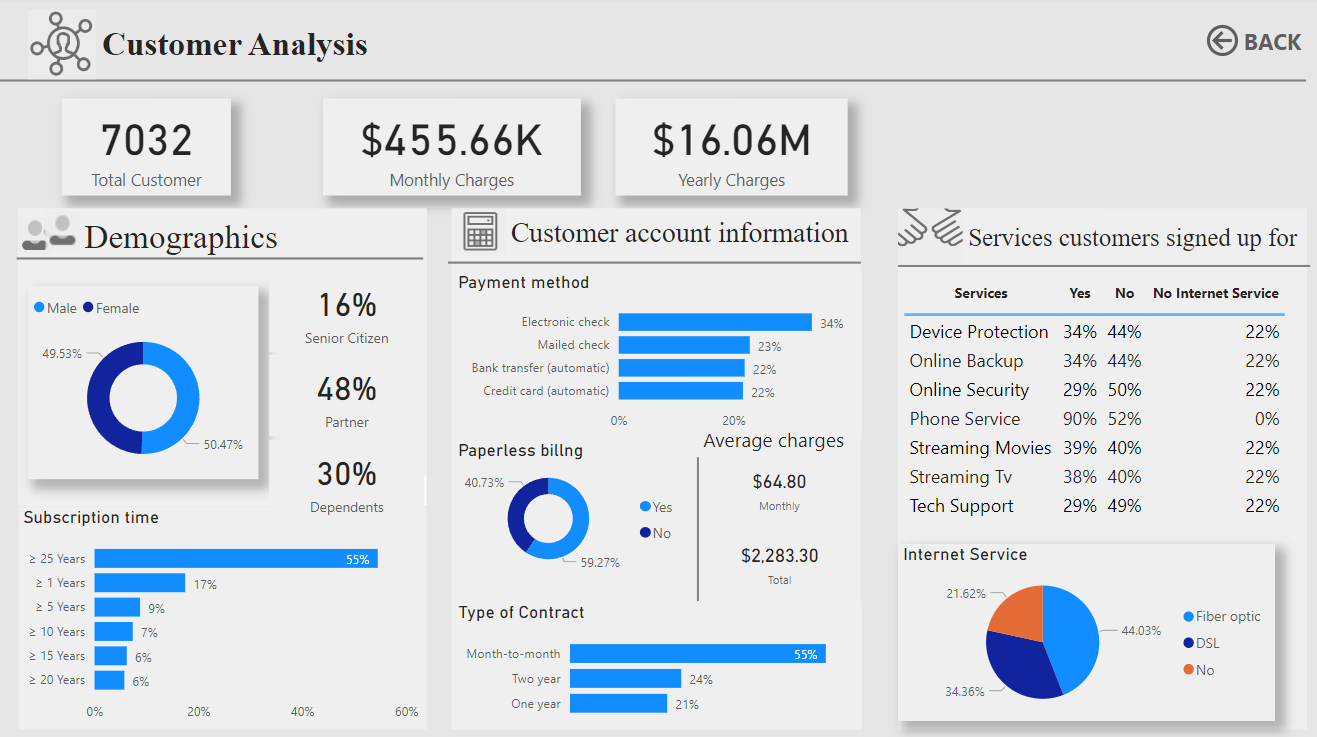 Customer Analysis
BACK
7032
Total Customer
$455.66K
Monthly Charges
$16.06M
Yearly Charges
Demographics
Male Female
49.53%
50.47%
16%
Senior Citizen
48%
Partner
30%
Dependents
Subscription time
≥ 25 Years 55%
≥ 1 Years 17%
≥ 5 Years 9%
≥ 10 Years 7%
≥ 15 Years 6%
≥ 20 Years 6%
0% 20% 40% 60%
Customer account information
Payment method
Electronic check 34%
Mailed check 23%
Bank transfer (automatic) 22%
Credit card (automatic) 22%
0% 20%
Paperless billng
40.73%
59.27%
Yes
No
Average charges
$64.80
Monthly
$2,283.30
Total
Type of Contract
Month-to-month 55%
Two year 24%
One year 21%
Services customers signed up for
Services Yes No No Internet Service
Device Protection 34% 44% 22%
Online Backup 34% 44% 22%
Online Security 29% 50% 22%
Phone Service 90% 52% 0%
Streaming Movies 39% 40% 22%
Streaming Tv 38% 40% 22%
Tech Support 29% 49% 22%
Internet Service
21.62%
44.03%
34.36%
Fiber optic
DSL
No